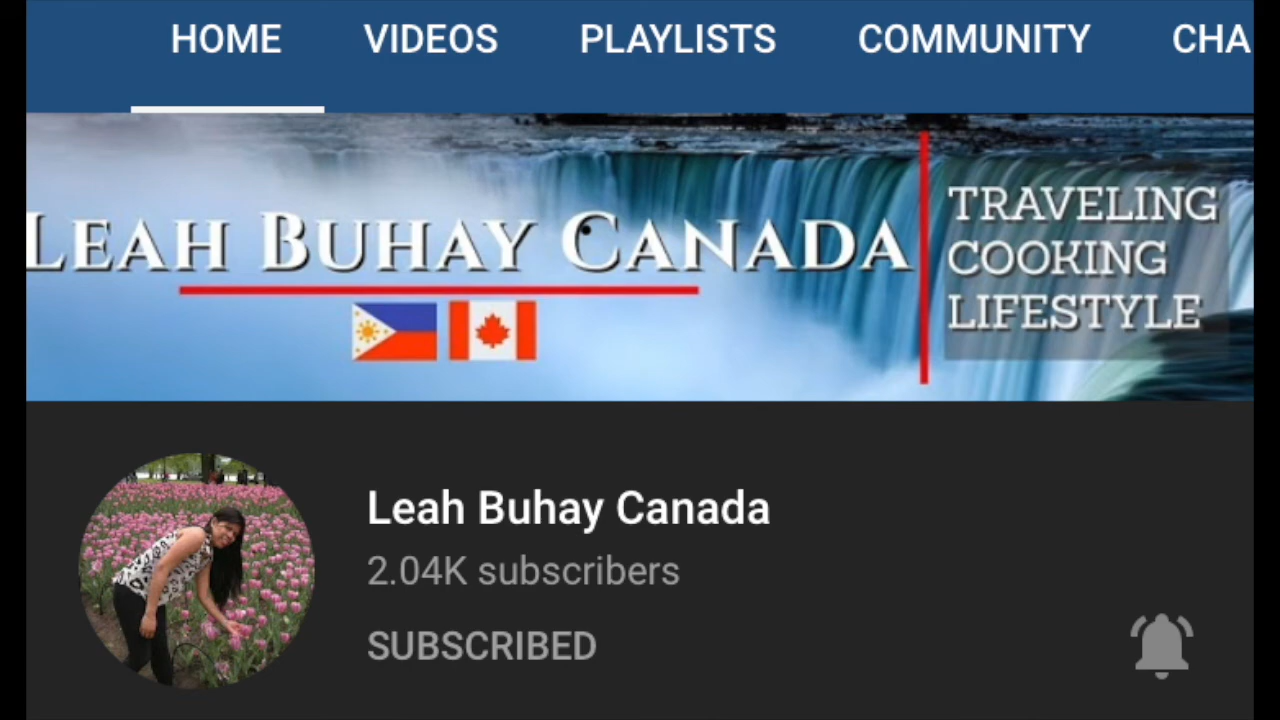 HOME VIDEOS PLAYLISTS COMMUNITY CHA
LEAH BUHAY CANADA
TRAVELING
COOKING
LIFESTYLE
Leah Buhay Canada
2.04K subscribers
SUBSCRIBED